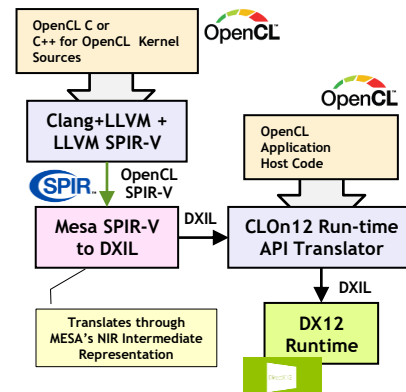 OpenCL C or
C++ for OpenCL Kernel
Sources
OpenCL
Clang+LLVM +
LLVM SPIR-V
OpenCL
OpenCL
Application
Host Code
SPIR
OpenCL
SPIR-V
Mesa SPIR-V
to DXIL
DXIL
CLOn12 Run-time
API Translator
DXIL
Translates through
MESA's NIR Intermediate
Representation
DX12
Runtime